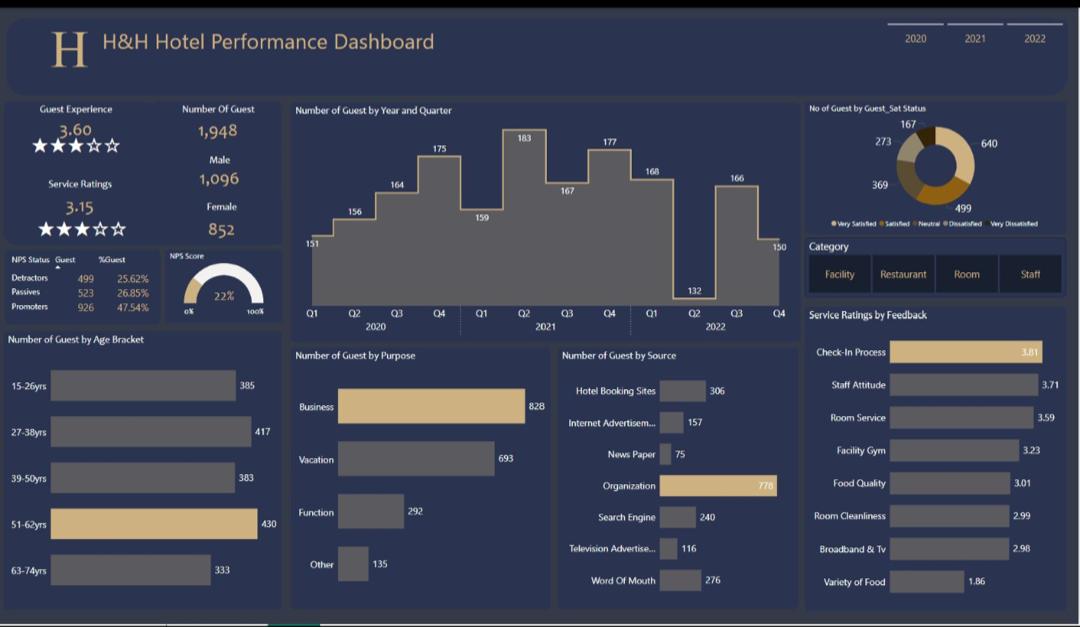 H
H&H Hotel Performance Dashboard
2020 2021 2022
Guest Experience
3.60
Service Ratings
3.15
Number Of Guest
1,948
Male
1,096
Female
852
NPS Status Guest %Guest
Detractors 499 25.62%
Passives 523 26.85%
Promoters 926 47.54%
NPS Score
22%
0% 100%
Number of Guest by Year and Quarter
151 156 164 175 159 183 167 177 168 132 166 150
Q1 Q2 Q3 Q4 Q1 Q2 Q3 Q4 Q1 Q2 Q3 Q4
2020 2021 2022
No of Guest by Guest_Sat Status
167
273
640
369
499
Very Satisfied Satisfied Neutral Dissatisfied Very Dissatisfied
Category
Facility Restaurant Room Staff
Number of Guest by Age Bracket
15-26yrs 385
27-38yrs 417
39-50yrs 383
51-62yrs 430
63-74yrs 333
Number of Guest by Purpose
Business 828
Vacation 693
Function 292
Other 135
Number of Guest by Source
Hotel Booking Sites 306
Internet Advertisem... 157
News Paper 75
Organization 778
Search Engine 240
Television Advertise... 116
Word Of Mouth 276
Service Ratings by Feedback
Check-In Process 3.81
Staff Attitude 3.71
Room Service 3.59
Facility Gym 3.23
Food Quality 3.01
Room Cleanliness 2.99
Broadband & Tv 2.98
Variety of Food 1.86